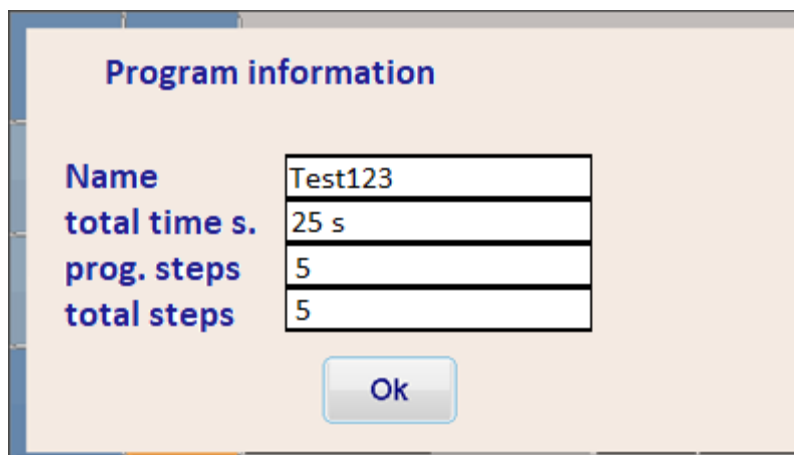 Program information
Name Test123
total time s. 25 s
prog. steps 5
total steps 5
Ok